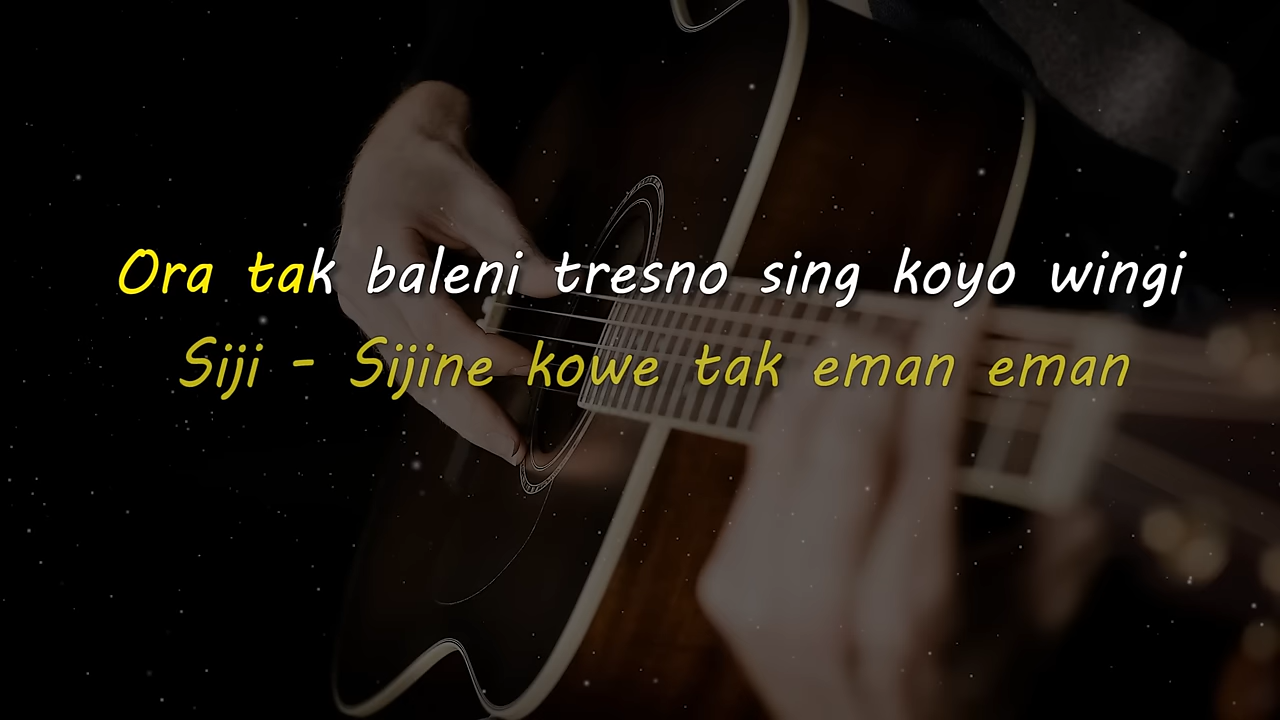 Ora tak baleni tresno sing koyo wingi
Siji - Sijine kowe tak eman eman